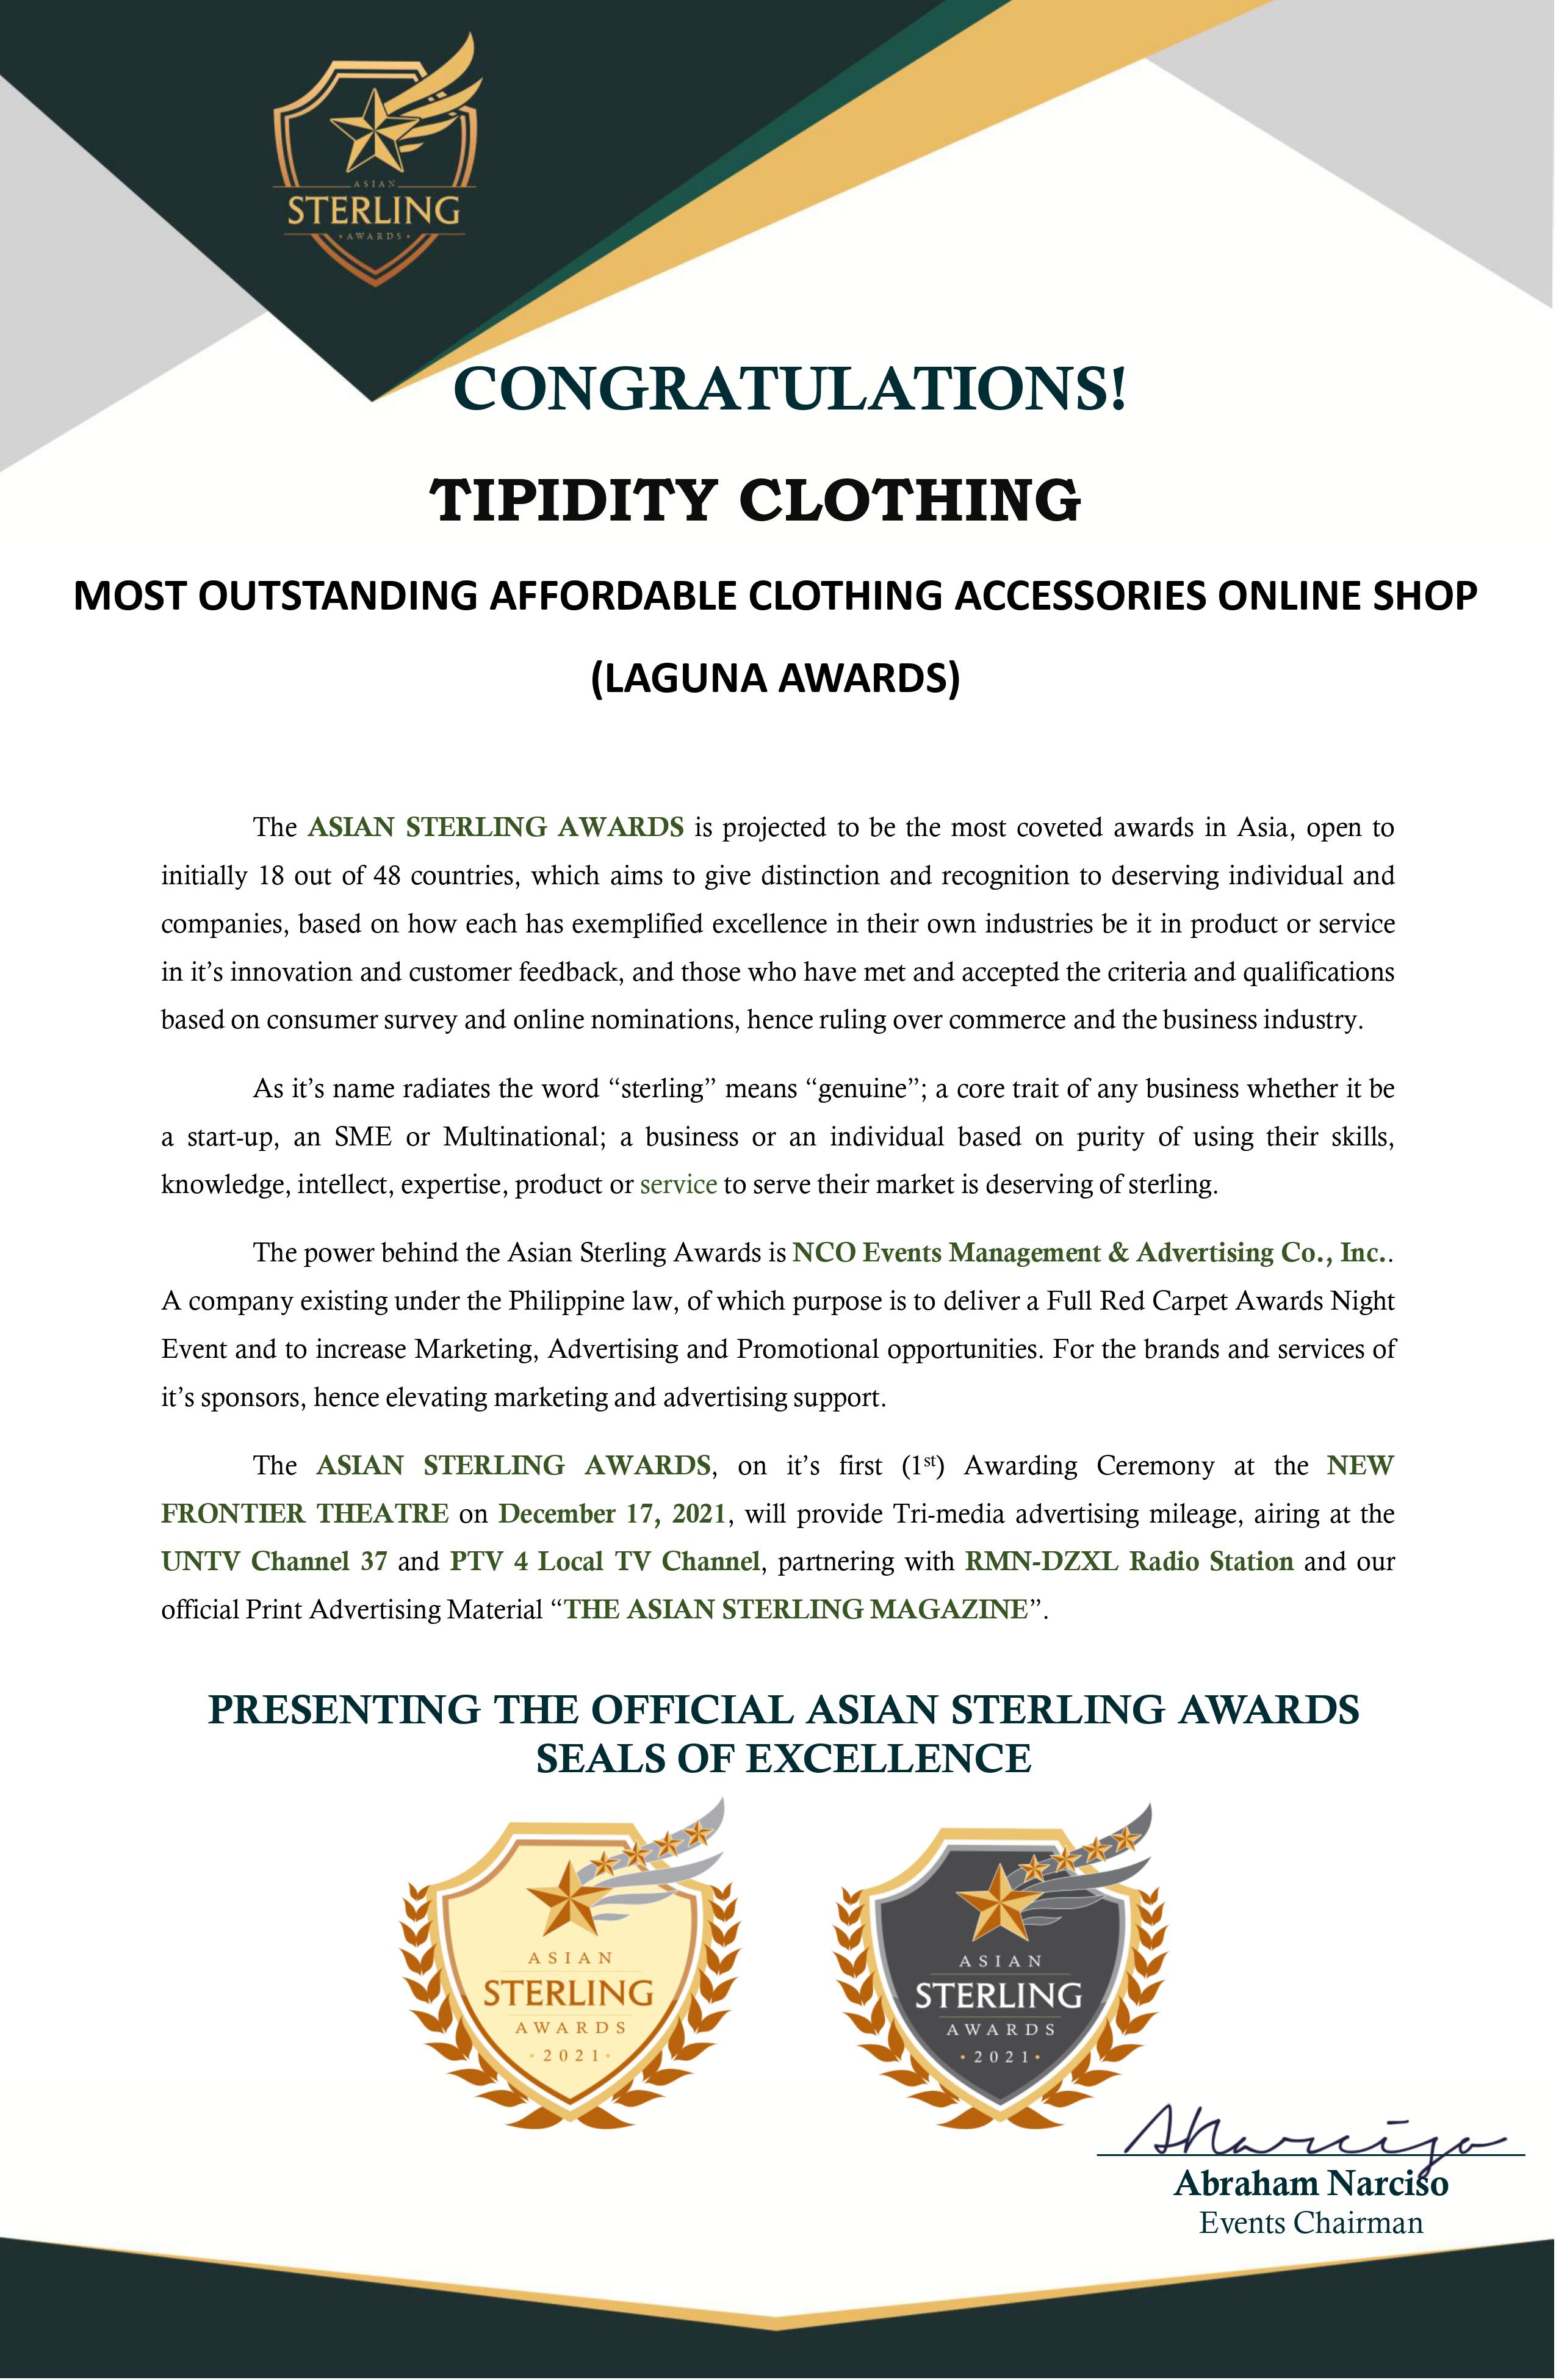 ASIAN
STERLING
• AWARDS •
CONGRATULATIONS!
TIPIDITY CLOTHING
MOST OUTSTANDING AFFORDABLE CLOTHING ACCESSORIES ONLINE SHOP
(LAGUNA AWARDS)
The ASIAN STERLING AWARDS is projected to be the most coveted awards in Asia, open to
initially 18 out of 48 countries, which aims to give distinction and recognition to deserving individual and
companies, based on how each has exemplified excellence in their own industries be it in product or service
in it’s innovation and customer feedback, and those who have met and accepted the criteria and qualifications
based on consumer survey and online nominations, hence ruling over commerce and the business industry.
As it’s name radiates the word “sterling” means “genuine”; a core trait of any business whether it be
a start-up, an SME or Multinational; a business or an individual based on purity of using their skills,
knowledge, intellect, expertise, product or service to serve their market is deserving of sterling.
The power behind the Asian Sterling Awards is NCO Events Management & Advertising Co., Inc..
A company existing under the Philippine law, of which purpose is to deliver a Full Red Carpet Awards Night
Event and to increase Marketing, Advertising and Promotional opportunities. For the brands and services of
it’s sponsors, hence elevating marketing and advertising support.
The ASIAN STERLING AWARDS, on it’s first (1st) Awarding Ceremony at the NEW
FRONTIER THEATRE on December 17, 2021, will provide Tri-media advertising mileage, airing at the
UNTV Channel 37 and PTV 4 Local TV Channel, partnering with RMN-DZXL Radio Station and our
official Print Advertising Material “THE ASIAN STERLING MAGAZINE”.
PRESENTING THE OFFICIAL ASIAN STERLING AWARDS
SEALS OF EXCELLENCE
ASIAN
STERLING
AWARDS
• 2021 •
ASIAN
STERLING
AWARDS
• 2021 •
ANarciso
Abraham Narciso
Events Chairman